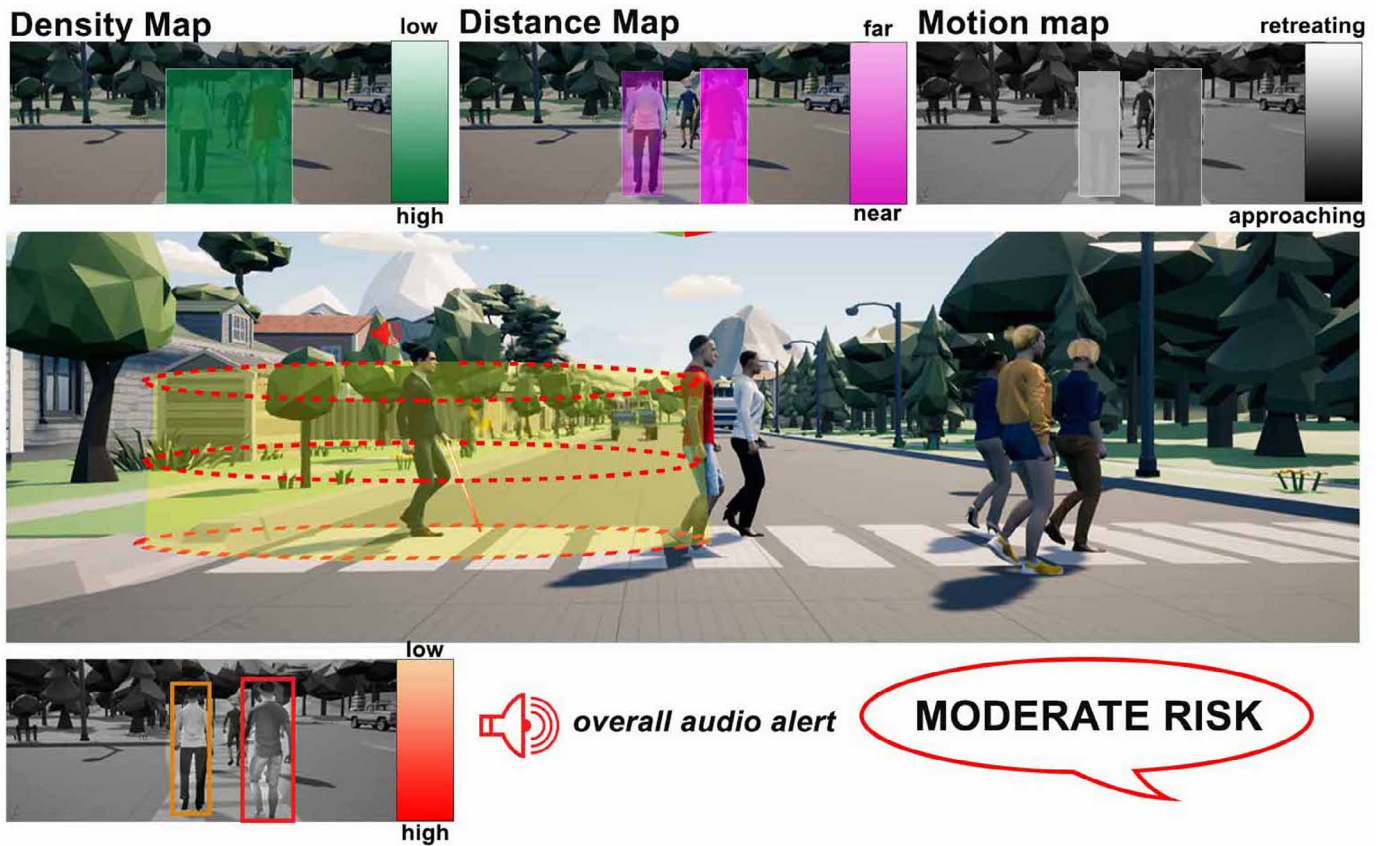 Density Map
low
high
Distance Map
far
near
Motion map
retreating
approaching
low
high
overall audio alert
MODERATE RISK